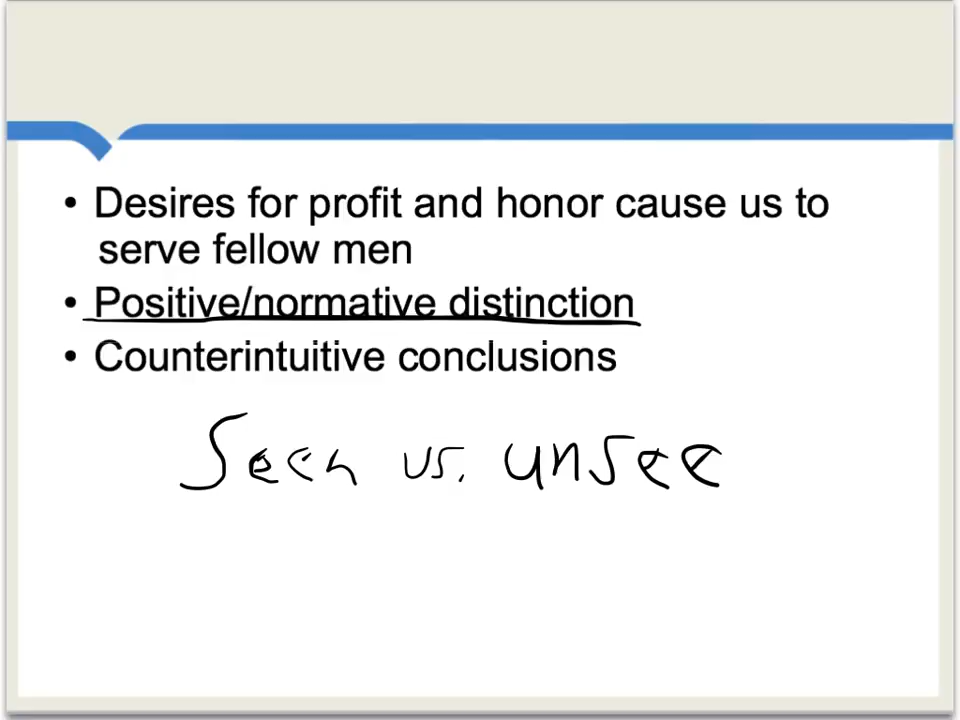 • Desires for profit and honor cause us to
serve fellow men
• Positive/normative distinction
• Counterintuitive conclusions
Seen vs. unsee